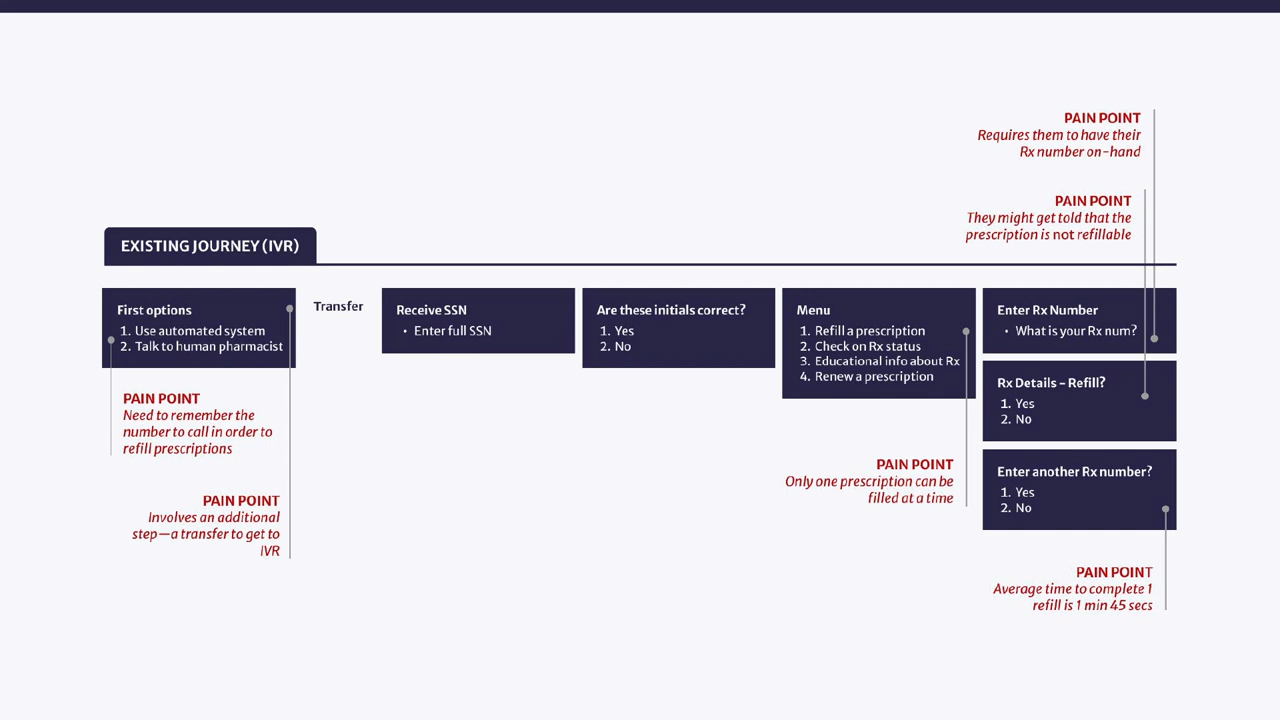 PAIN POINT
Requires them to have their
Rx number on-hand
PAIN POINT
They might get told that the
prescription is not refillable
EXISTING JOURNEY (IVR)
First options
1. Use automated system
2. Talk to human pharmacist
Transfer
Receive SSN
• Enter full SSN
Are these initials correct?
1. Yes
2. No
Menu
1. Refill a prescription
2. Check on Rx status
3. Educational info about Rx
4. Renew a prescription
Enter Rx Number
• What is your Rx num?
Rx Details – Refill?
1. Yes
2. No
Enter another Rx number?
1. Yes
2. No
PAIN POINT
Need to remember the
number to call in order to
refill prescriptions
PAIN POINT
Involves an additional
step—a transfer to get to
IVR
PAIN POINT
Only one prescription can be
filled at a time
PAIN POINT
Average time to complete 1
refill is 1 min 45 secs